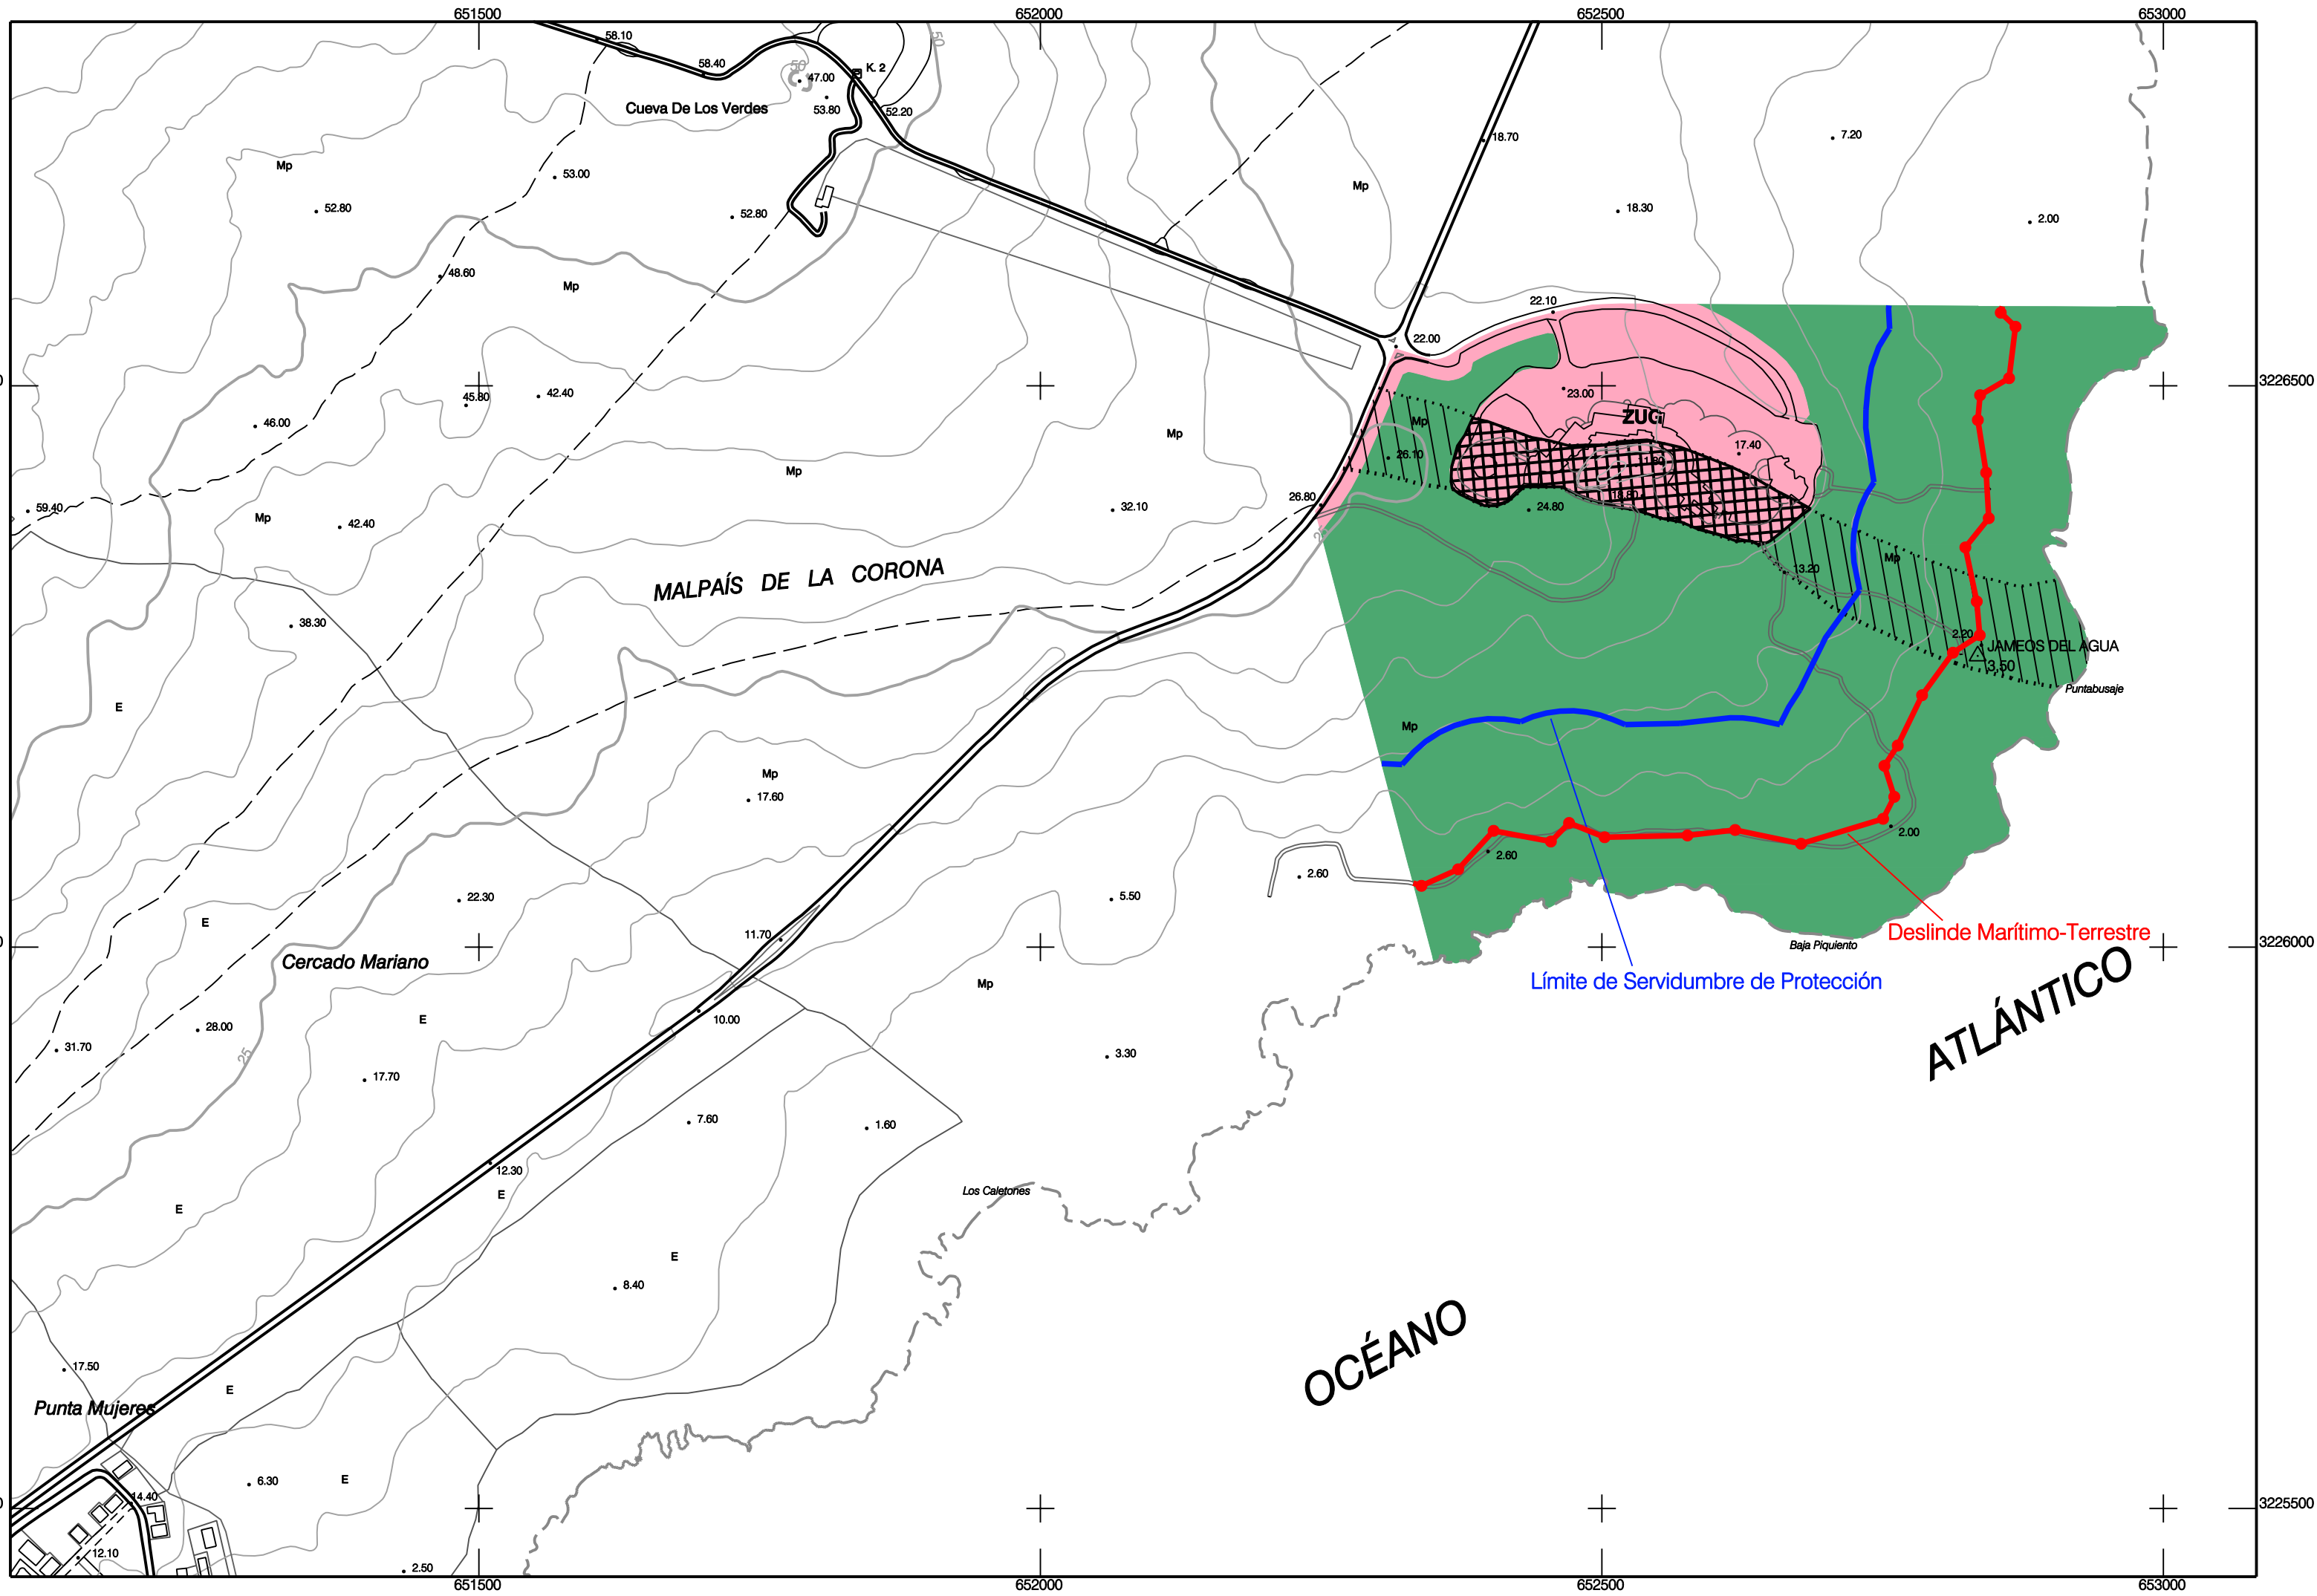 651500
652000
652500
653000
58.10
58.40
50
47.00
K. 2
50
53.80
52.20
Cueva De Los Verdes
18.70
7.20
Mp
53.00
Mp
52.80
52.80
18.30
2.00
48.60
Mp
22.10
22.00
3226500
45.80
42.40
23.00
ZUG
46.00
Mp
Mp
17.40
26.10
11.80
Mp
26.80
18.80
59.40
Mp
42.40
32.10
24.80
Mp
13.20
MALPAÍS DE LA CORONA
38.30
2.20
JAMEOS DEL AGUA
3.50
Puntabusaje
E
Mp
Mp
17.60
2.00
2.60
2.60
22.30
5.50
E
11.70
Deslinde Marítimo-Terrestre
Baja Piquiento
3226000
Cercado Mariano
Límite de Servidumbre de Protección
Mp
ATLÁNTICO
E
10.00
28.00
31.70
25
3.30
17.70
7.60
1.60
12.30
E
Los Caletones
E
E
8.40
OCÉANO
17.50
E
Punta Mujeres
6.30
E
14.40
3225500
12.10
2.50
651500
652000
652500
653000